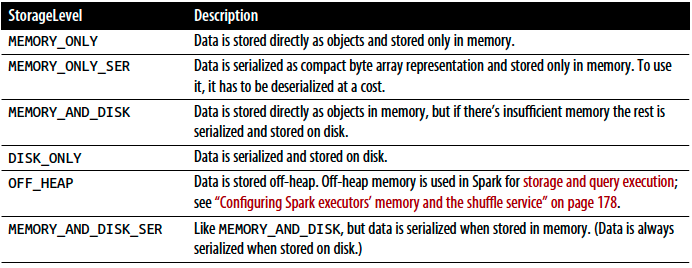 StorageLevel Description
MEMORY_ONLY Data is stored directly as objects and stored only in memory.
MEMORY_ONLY_SER Data is serialized as compact byte array representation and stored only in memory. To use
it, it has to be deserialized at a cost.
MEMORY_AND_DISK Data is stored directly as objects in memory, but if there’s insufficient memory the rest is
serialized and stored on disk.
DISK_ONLY Data is serialized and stored on disk.
OFF_HEAP Data is stored off-heap. Off-heap memory is used in Spark for storage and query execution;
see “Configuring Spark executors’ memory and the shuffle service” on page 178.
MEMORY_AND_DISK_SER Like MEMORY_AND_DISK, but data is serialized when stored in memory. (Data is always
serialized when stored on disk.)